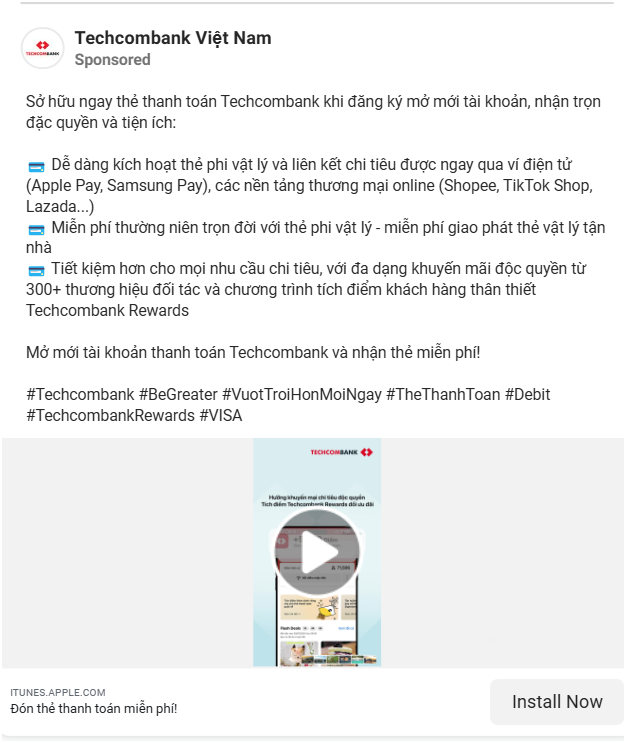 Techcombank Việt Nam
Sponsored
TECHCOMBANK
Sở hữu ngay thẻ thanh toán Techcombank khi đăng ký mở mới tài khoản, nhận trọn
đặc quyền và tiện ích:
Dễ dàng kích hoạt thẻ phi vật lý và liên kết chi tiêu được ngay qua ví điện tử
(Apple Pay, Samsung Pay), các nền tảng thương mại online (Shopee, TikTok Shop,
Lazada...)
Miễn phí thường niên trọn đời với thẻ phi vật lý - miễn phí giao phát thẻ vật lý tận
nhà
Tiết kiệm hơn cho mọi nhu cầu chi tiêu, với đa dạng khuyến mãi độc quyền từ
300+ thương hiệu đối tác và chương trình tích điểm khách hàng thân thiết
Techcombank Rewards
Mở mới tài khoản thanh toán Techcombank và nhận thẻ miễn phí!
#Techcombank #BeGreater #VuotTroiHonMoiNgay #TheThanhToan #Debit
#TechcombankRewards #VISA
TECHCOMBANK
Hưởng khuyến mại chi tiêu độc quyền
Tích điểm Techcombank Rewards đổi ưu đãi
Flash Deals
ITUNES.APPLE.COM
Đón thẻ thanh toán miễn phí!
Install Now